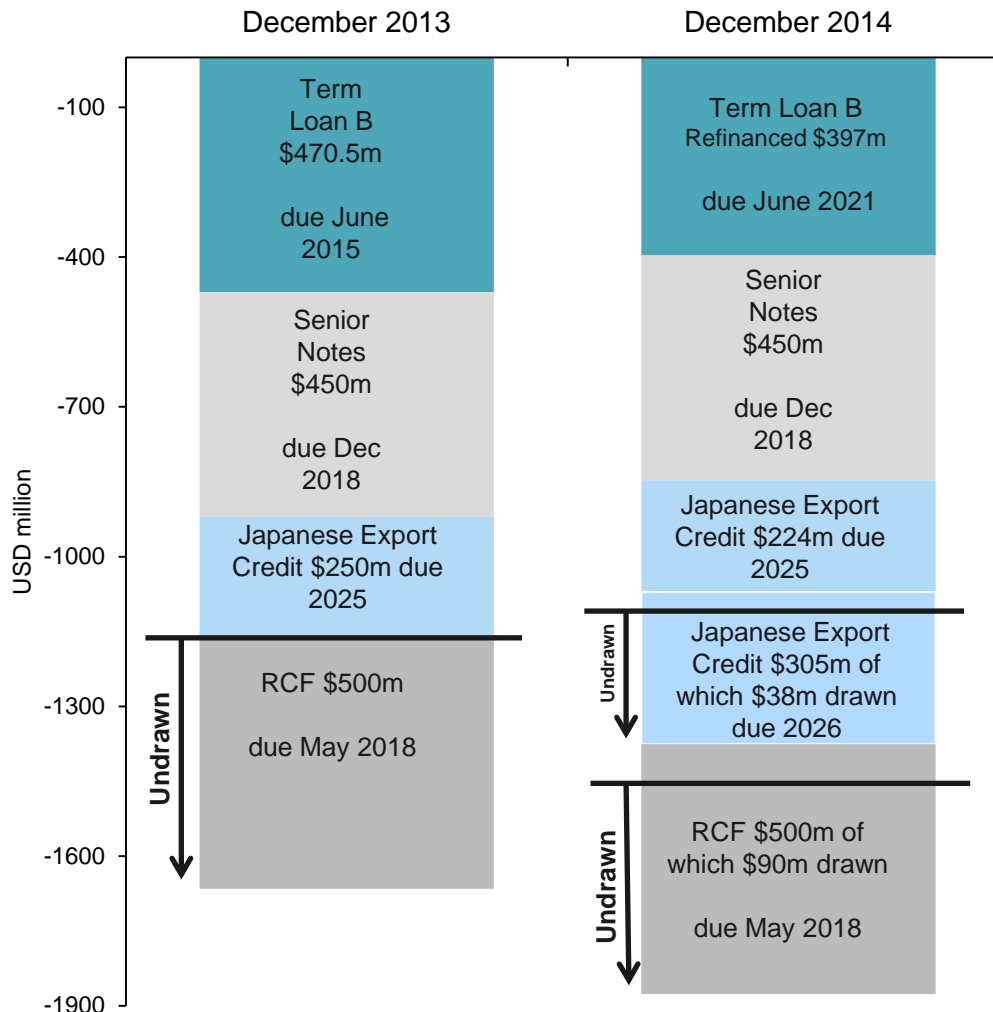 December 2013
December 2014
USD million
-100
-400
-700
-1000
-1300
-1600
-1900
Term
Loan B
$470.5m
due June
2015
Senior
Notes
$450m
due Dec
2018
Japanese Export
Credit $250m due
2025
Undrawn
RCF $500m
due May 2018
Term Loan B
Refinanced $397m
due June 2021
Senior
Notes
$450m
due Dec
2018
Japanese Export
Credit $224m due
2025
Undrawn
Japanese Export
Credit $305m of
which $38m drawn
due 2026
Undrawn
RCF $500m of
which $90m drawn
due May 2018